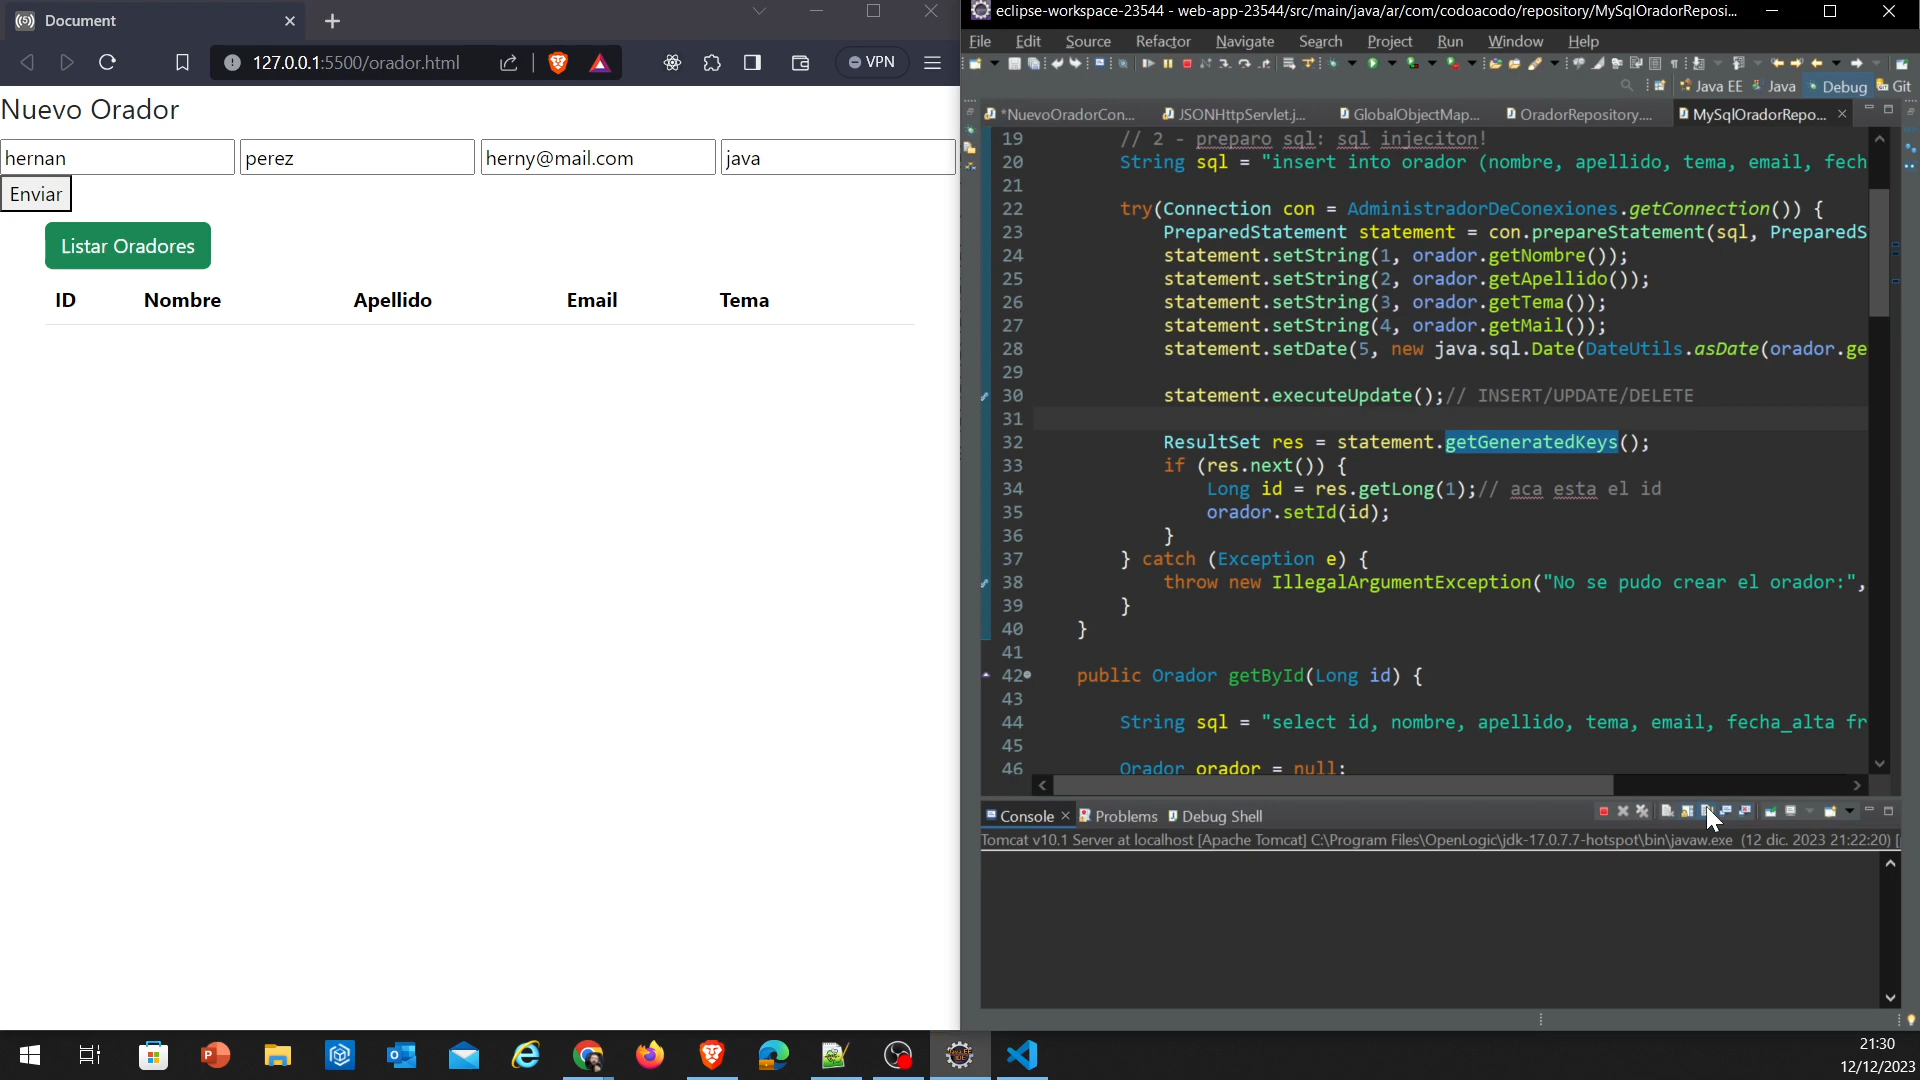 Document
127.0.0.1:5500/orador.html
VPN
Nuevo Orador
hernan
perez
herny@mail.com
java
Enviar
Listar Oradores
ID Nombre Apellido Email Tema
eclipse-workspace-23544 - web-app-23544/src/main/java/ar/com/codoacodo/repository/MySqlOradorReposi...
File Edit Source Refactor Navigate Search Project Run Window Help
Java EE Java Debug Git
*NuevoOradorCon... JSONHttpServlet.j... GlobalObjectMap... OradorRepository.... MySqlOradorRepo...
19 // 2 - preparo sql: sql injeciton!
20 String sql = "insert into orador (nombre, apellido, tema, email, fech
21
22 try(Connection con = AdministradorDeConexiones.getConnection()) {
23 PreparedStatement statement = con.prepareStatement(sql, PreparedS
24 statement.setString(1, orador.getNombre());
25 statement.setString(2, orador.getApellido());
26 statement.setString(3, orador.getTema());
27 statement.setString(4, orador.getMail());
28 statement.setDate(5, new java.sql.Date(DateUtils.asDate(orador.ge
29
30 statement.executeUpdate();// INSERT/UPDATE/DELETE
31
32 ResultSet res = statement.getGeneratedKeys();
33 if (res.next()) {
34 Long id = res.getLong(1);// aca esta el id
35 orador.setId(id);
36 }
37 } catch (Exception e) {
38 throw new IllegalArgumentException("No se pudo crear el orador:",
39 }
40 }
41
42 public Orador getById(Long id) {
43
44 String sql = "select id, nombre, apellido, tema, email, fecha_alta fr
45
46 Orador orador = null;
Console Problems Debug Shell
Tomcat v10.1 Server at localhost [Apache Tomcat] C:\Program Files\OpenLogic\jdk-17.0.7.7-hotspot\bin\javaw.exe (12 dic. 2023 21:22:20) [
21:30
12/12/2023